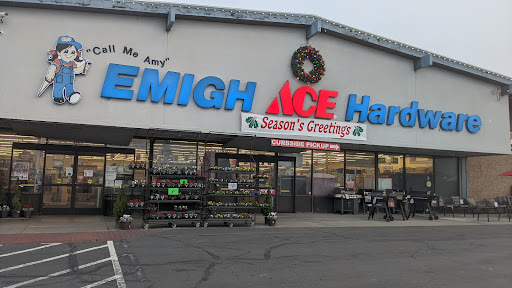 "Call Me Amy"
EMIGH ACE Hardware
Season's Greetings
CURBSIDE PICKUP